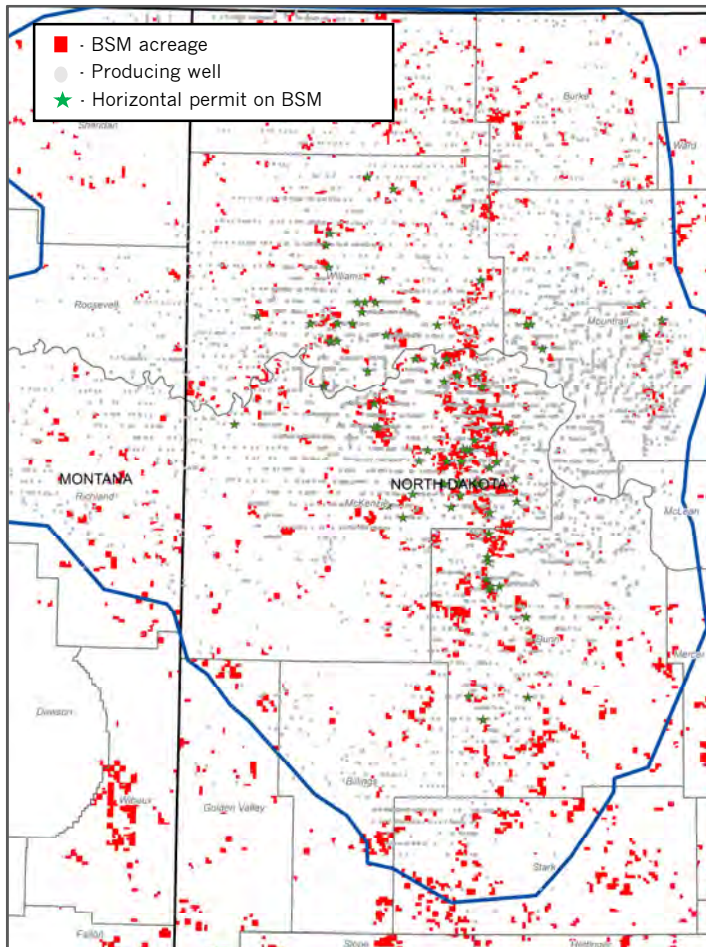 - BSM acreage
- Producing well
- Horizontal permit on BSM
Burke
Sheridan
Ward
Williams
Roosevelt
Mountrail
MONTANA
NORTH DAKOTA
Richland
McKenzie
McLean
Dunn
Mercer
Dawson
Billings
Wibaux
Golden Valley
Stark
Fallon
Slope
Hettinger